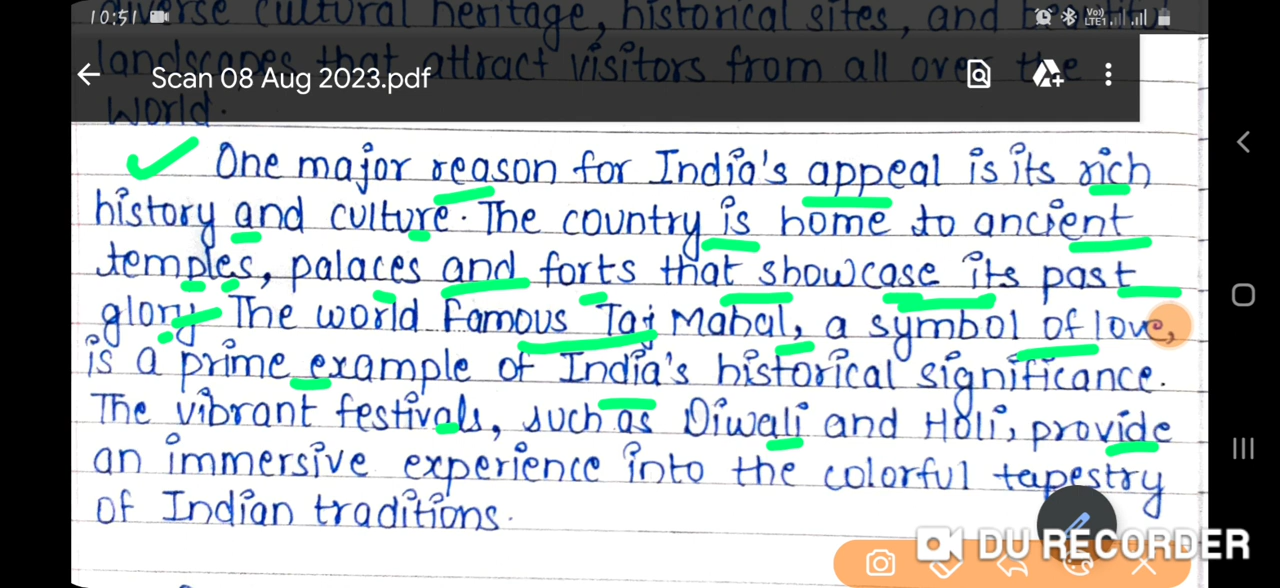 10:51
diverse cultural heritage, historical sites, and
landscapes that attract visitors from all over the
Scan 08 Aug 2023.pdf
world.
One major reason for India's appeal is its rich
history and culture. The country is home to ancient
temples, palaces and forts that showcase its past
glory. The world famous Taj Mahal, a symbol of love,
is a prime example of India's historical significance.
The vibrant festivals, such as Diwali and Holi, provide
an immersive experience into the colorful tapestry
of Indian traditions.
DU RECORDER